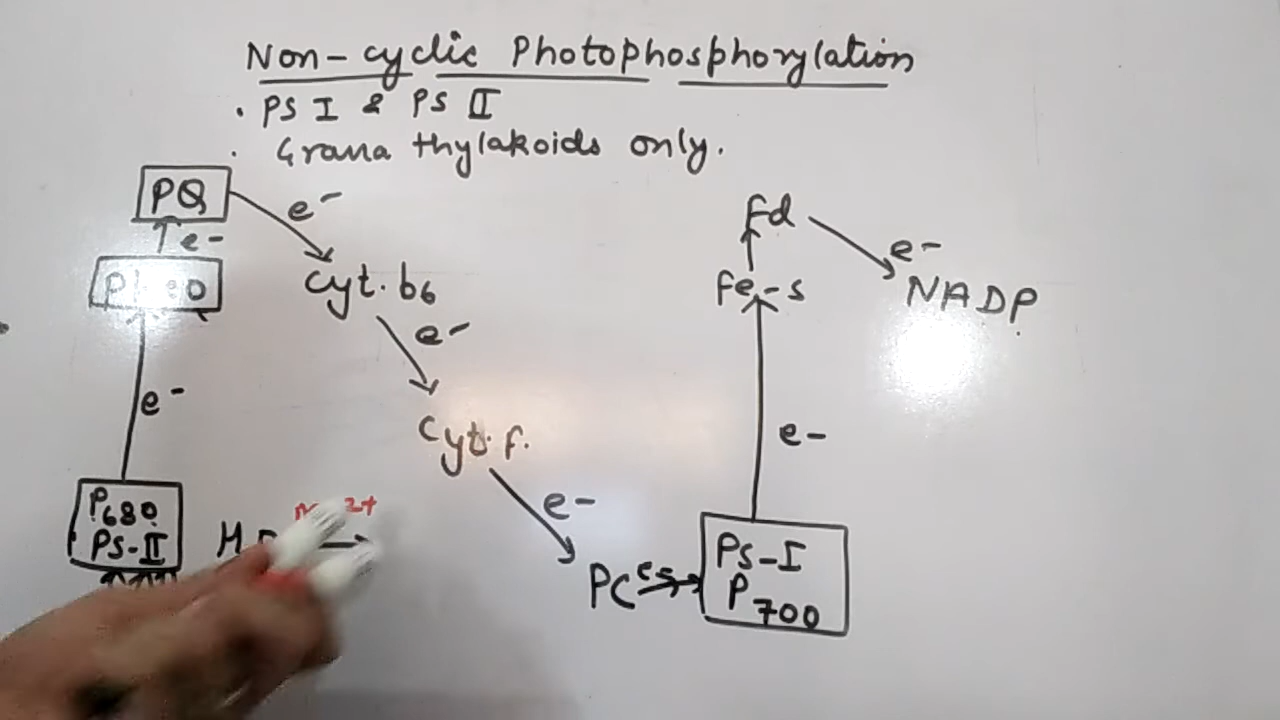 Non-cyclic Photophosphorylation
. PS I & PS II
. Grana thylakoids only.
PQ
e-
e-
Cyt. b6
e-
Cyt. f.
e-
PC
PS-I
P700
e-
Fe-s
Fd
e-
NADP
e-
P680
PS-II
2+